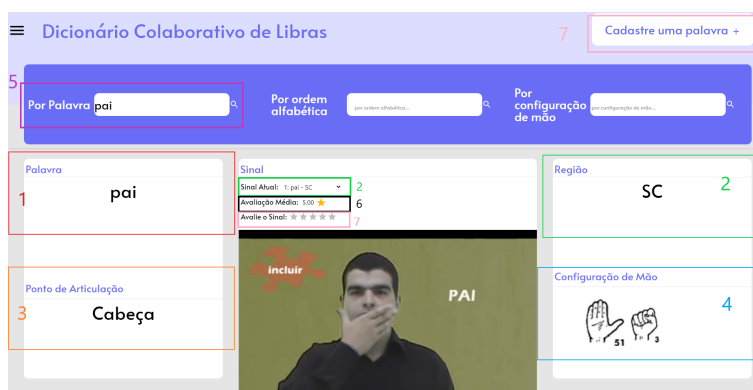 Dicionário Colaborativo de Libras
7
Cadastre uma palavra +
5
Por Palavra
pai
Por ordem
alfabética
por ordem alfabética...
Por
configuração
de mão
por configuração de mão...
Palavra
1
pai
Sinal
Sinal Atual: 1: pai - SC
2
Avaliação Média: 5.00
6
Avalie o Sinal:
7
Região
SC
2
incluir
PAI
Ponto de Articulação
3
Cabeça
Configuração de Mão
4
51
3